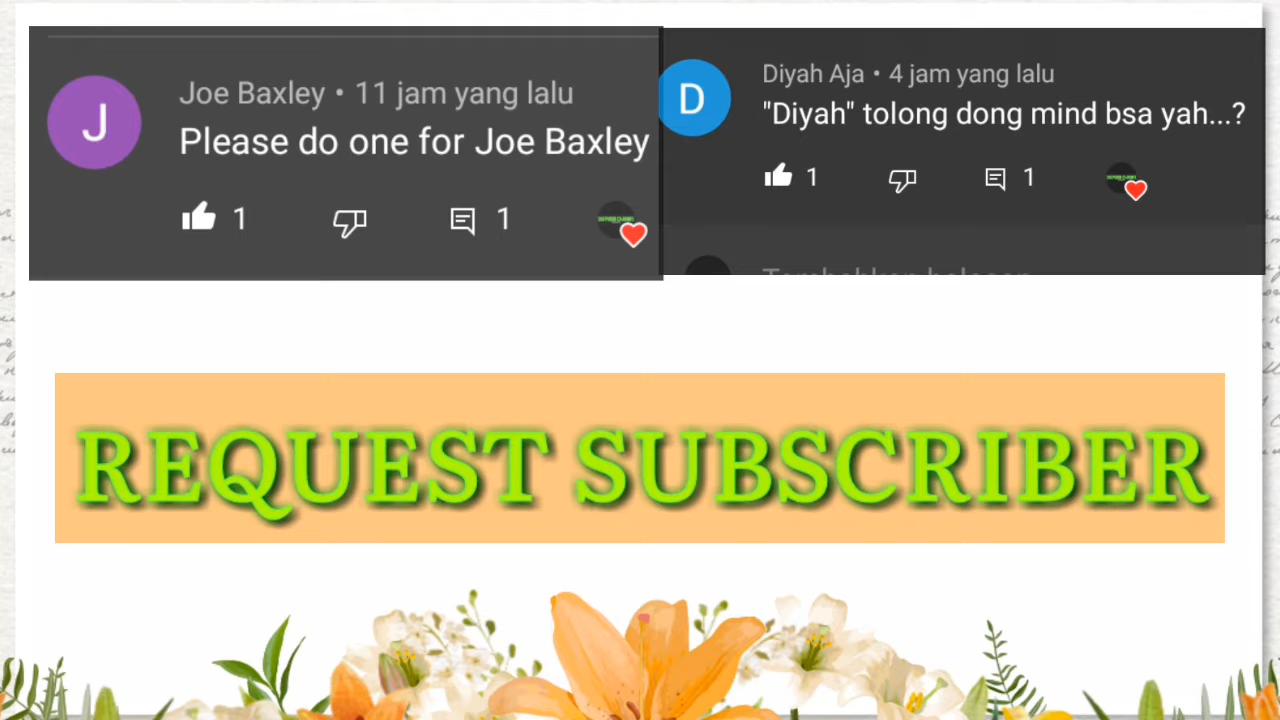 J
Joe Baxley • 11 jam yang lalu
Please do one for Joe Baxley
1
1
D
Diyah Aja • 4 jam yang lalu
"Diyah" tolong dong mind bsa yah...?
1
1
REQUEST SUBSCRIBER